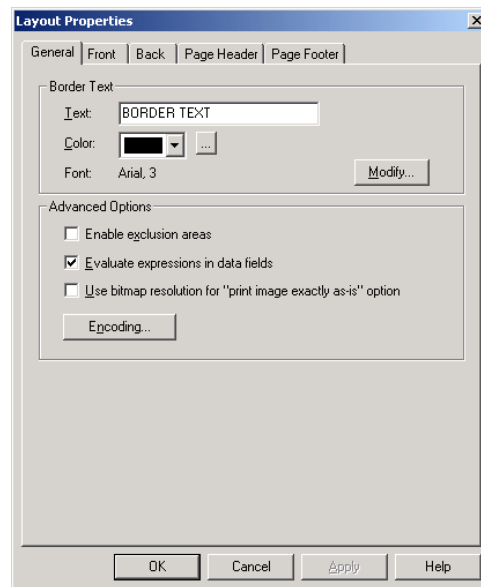 Layout Properties
General Front Back Page Header Page Footer
Border Text
Text: BORDER TEXT
Color: ...
Font: Arial, 3 Modify...
Advanced Options
Enable exclusion areas
Evaluate expressions in data fields
Use bitmap resolution for "print image exactly as-is" option
Encoding...
OK Cancel Apply Help